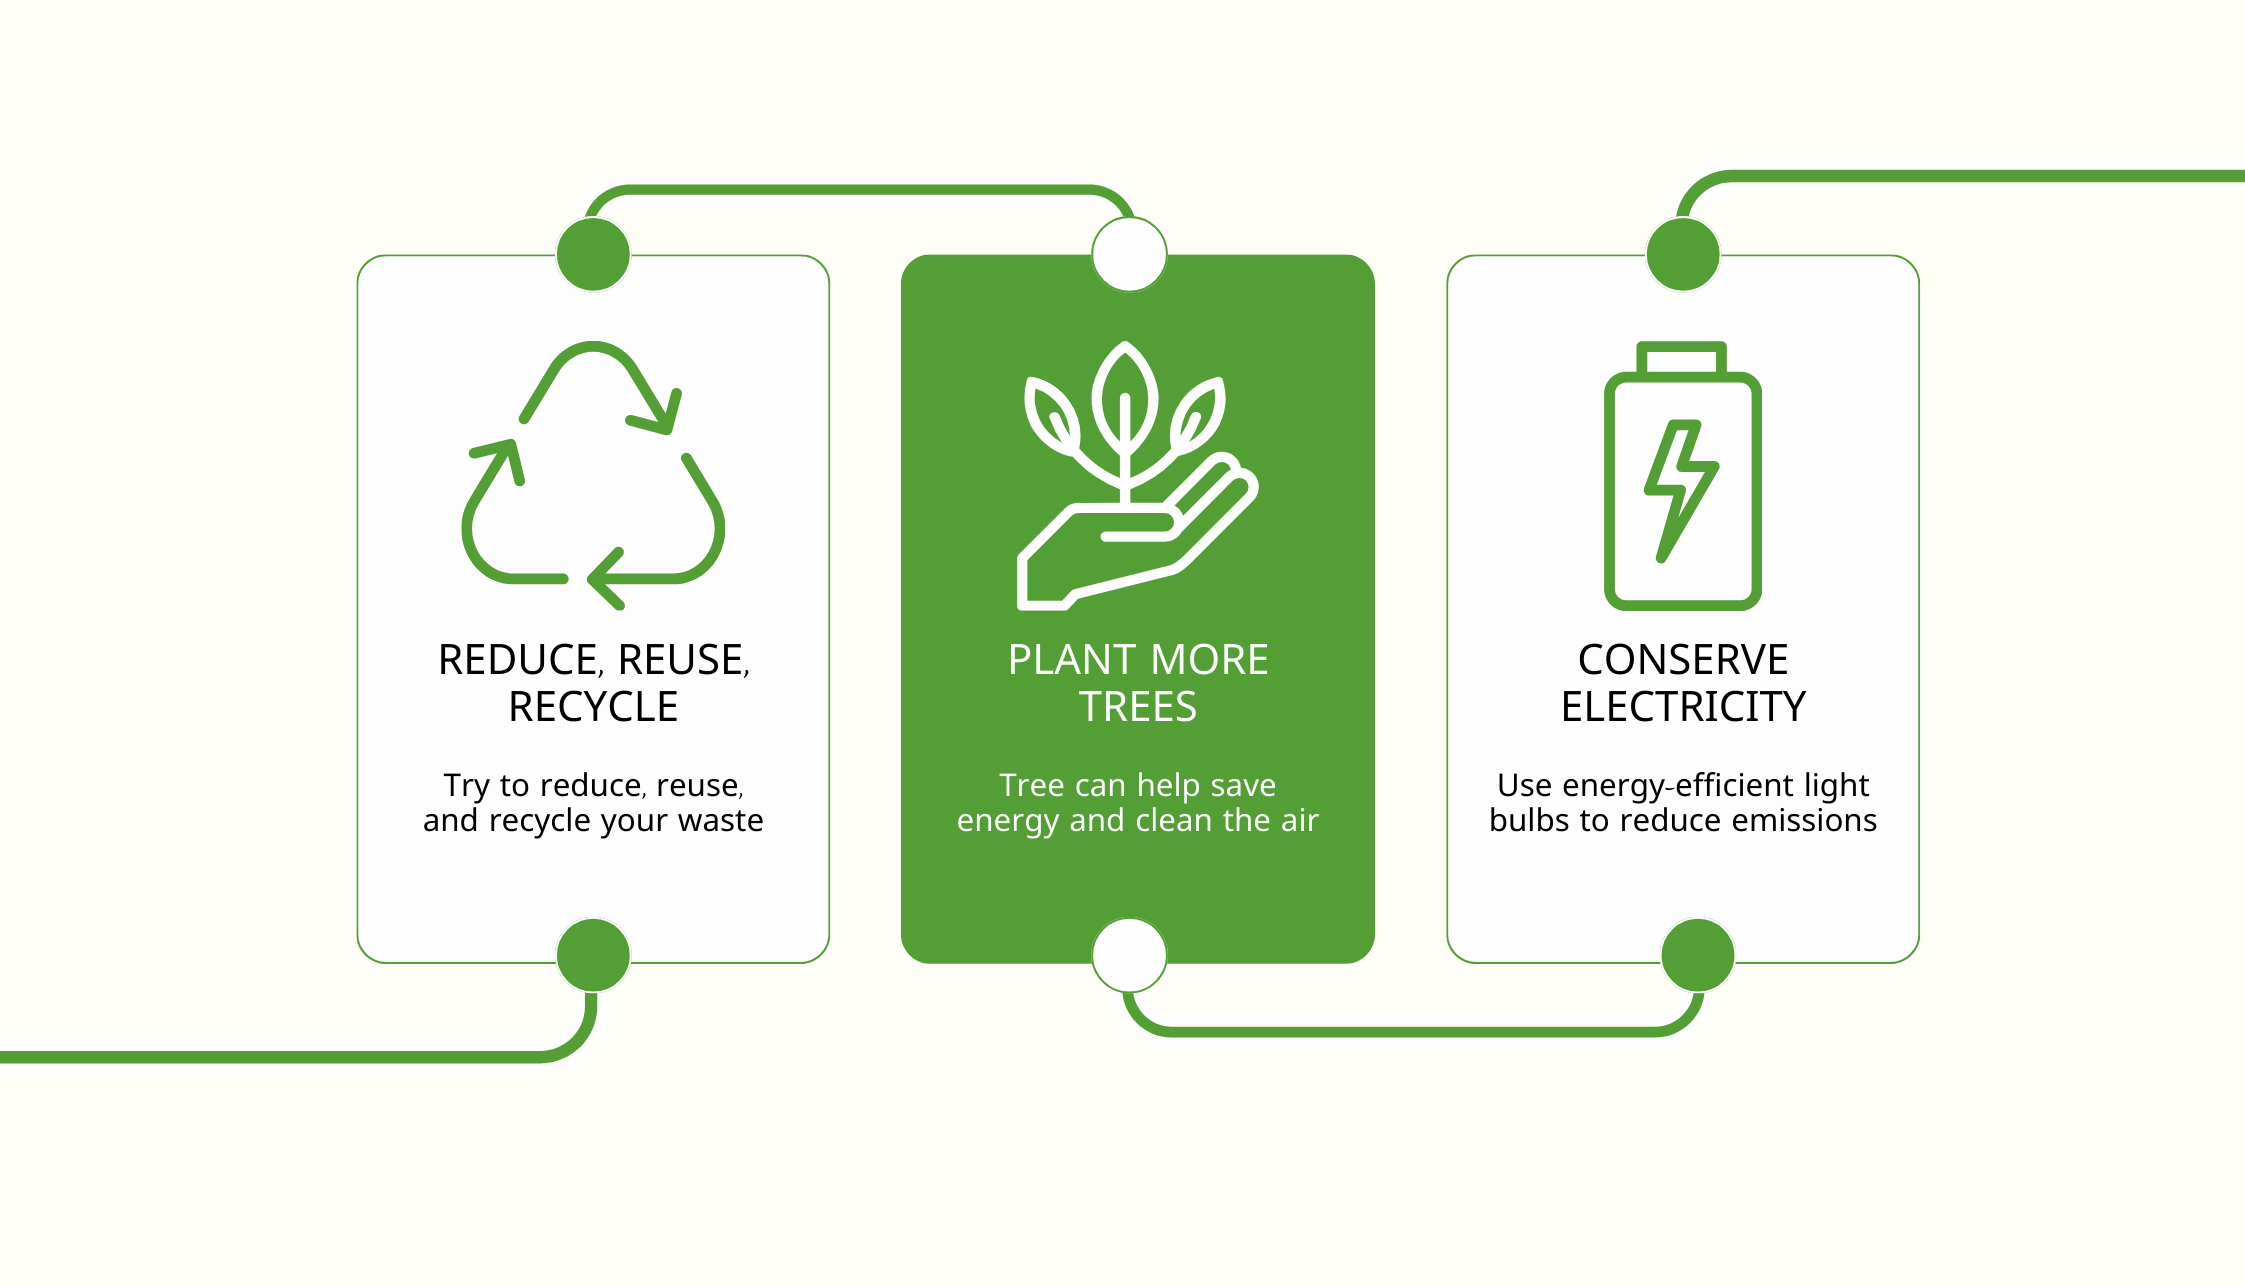 REDUCE, REUSE,
RECYCLE
Try to reduce, reuse,
and recycle your waste
PLANT MORE
TREES
Tree can help save
energy and clean the air
CONSERVE
ELECTRICITY
Use energy-efficient light
bulbs to reduce emissions